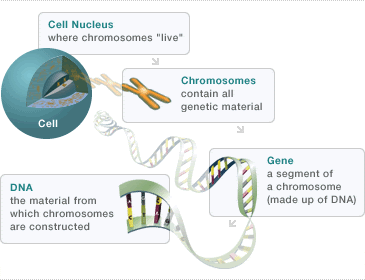 Cell Nucleus
where chromosomes "live"
Chromosomes
contain all
genetic material
Cell
Gene
a segment of
a chromosome
(made up of DNA)
DNA
the material from
which chromosomes
are constructed